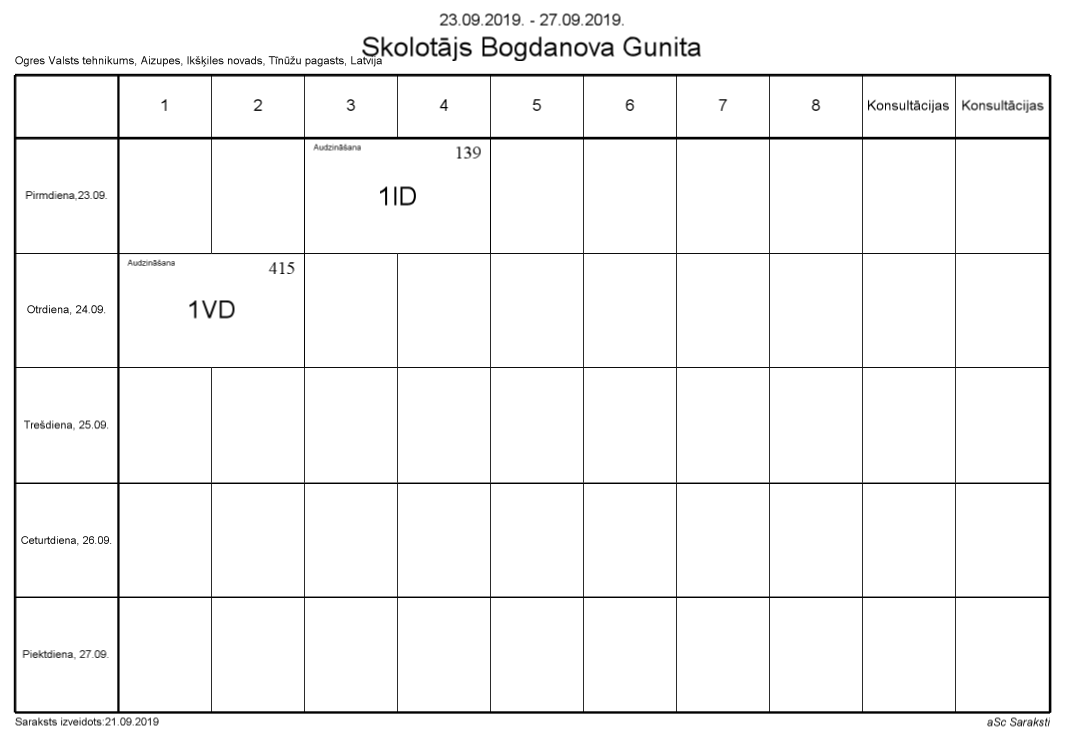 23.09.2019. - 27.09.2019.
Skolotājs Bogdanova Gunita
Ogres Valsts tehnikums, Aizupes, Ikšķiles novads, Tīnūžu pagasts, Latvija
1 2 3 4 5 6 7 8 Konsultācijas Konsultācijas
Pirmdiena,23.09.
Audzināšana 139
1ID
Otrdiena, 24.09.
Audzināšana 415
1VD
Trešdiena, 25.09.
Ceturtdiena, 26.09.
Piektdiena, 27.09.
Saraksts izveidots:21.09.2019
aSc Saraksti